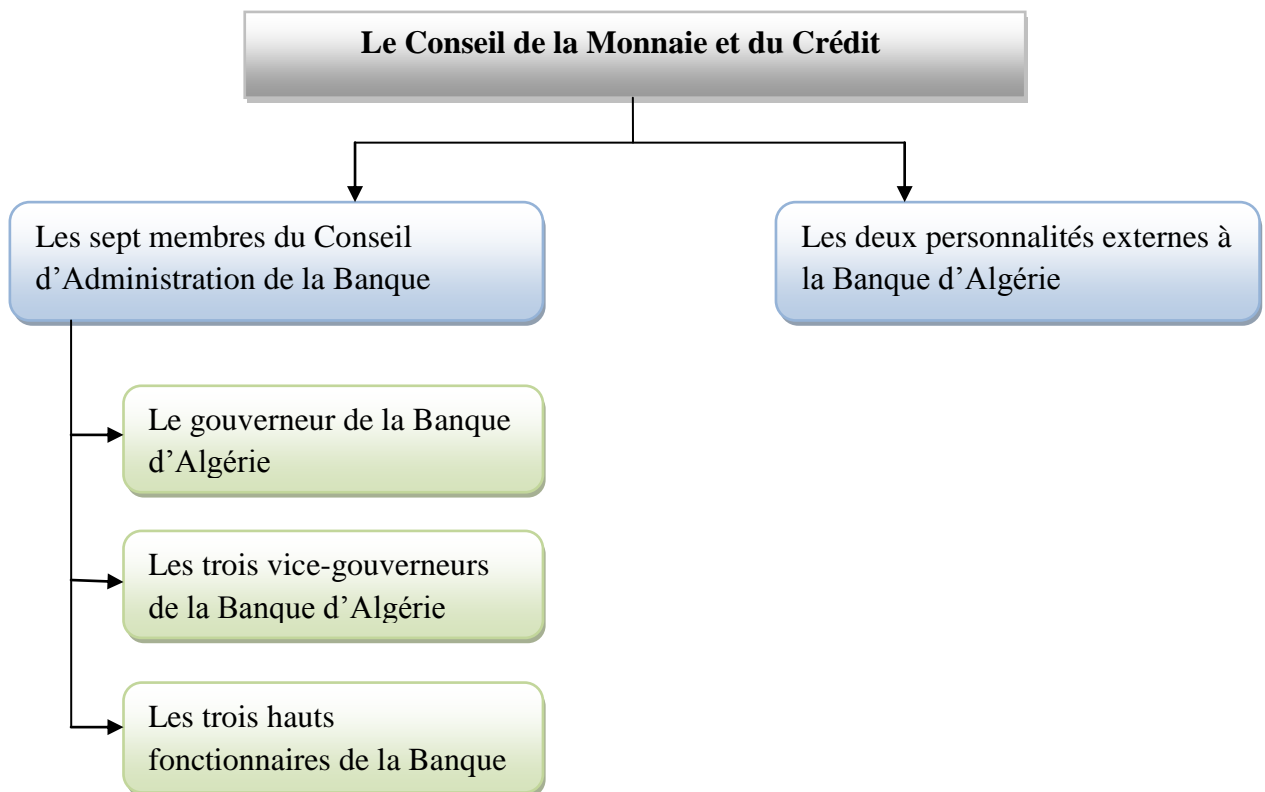 Le Conseil de la Monnaie et du Crédit
Les sept membres du Conseil
d’Administration de la Banque
Les deux personnalités externes à
la Banque d’Algérie
Le gouverneur de la Banque
d’Algérie
Les trois vice-gouverneurs
de la Banque d’Algérie
Les trois hauts
fonctionnaires de la Banque